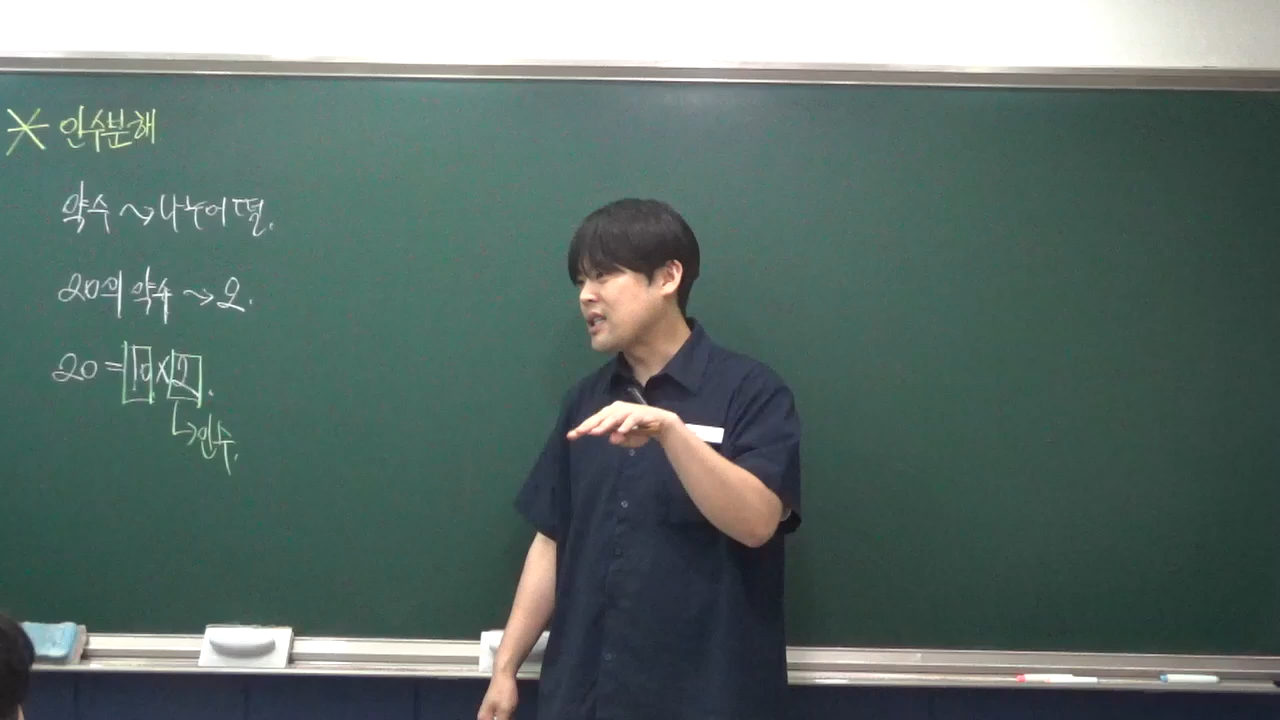 * 인수분해
약수 ~> 나누어떨.
20의 약수 ~> 2.
20 = 10 x 2.
↳인수.